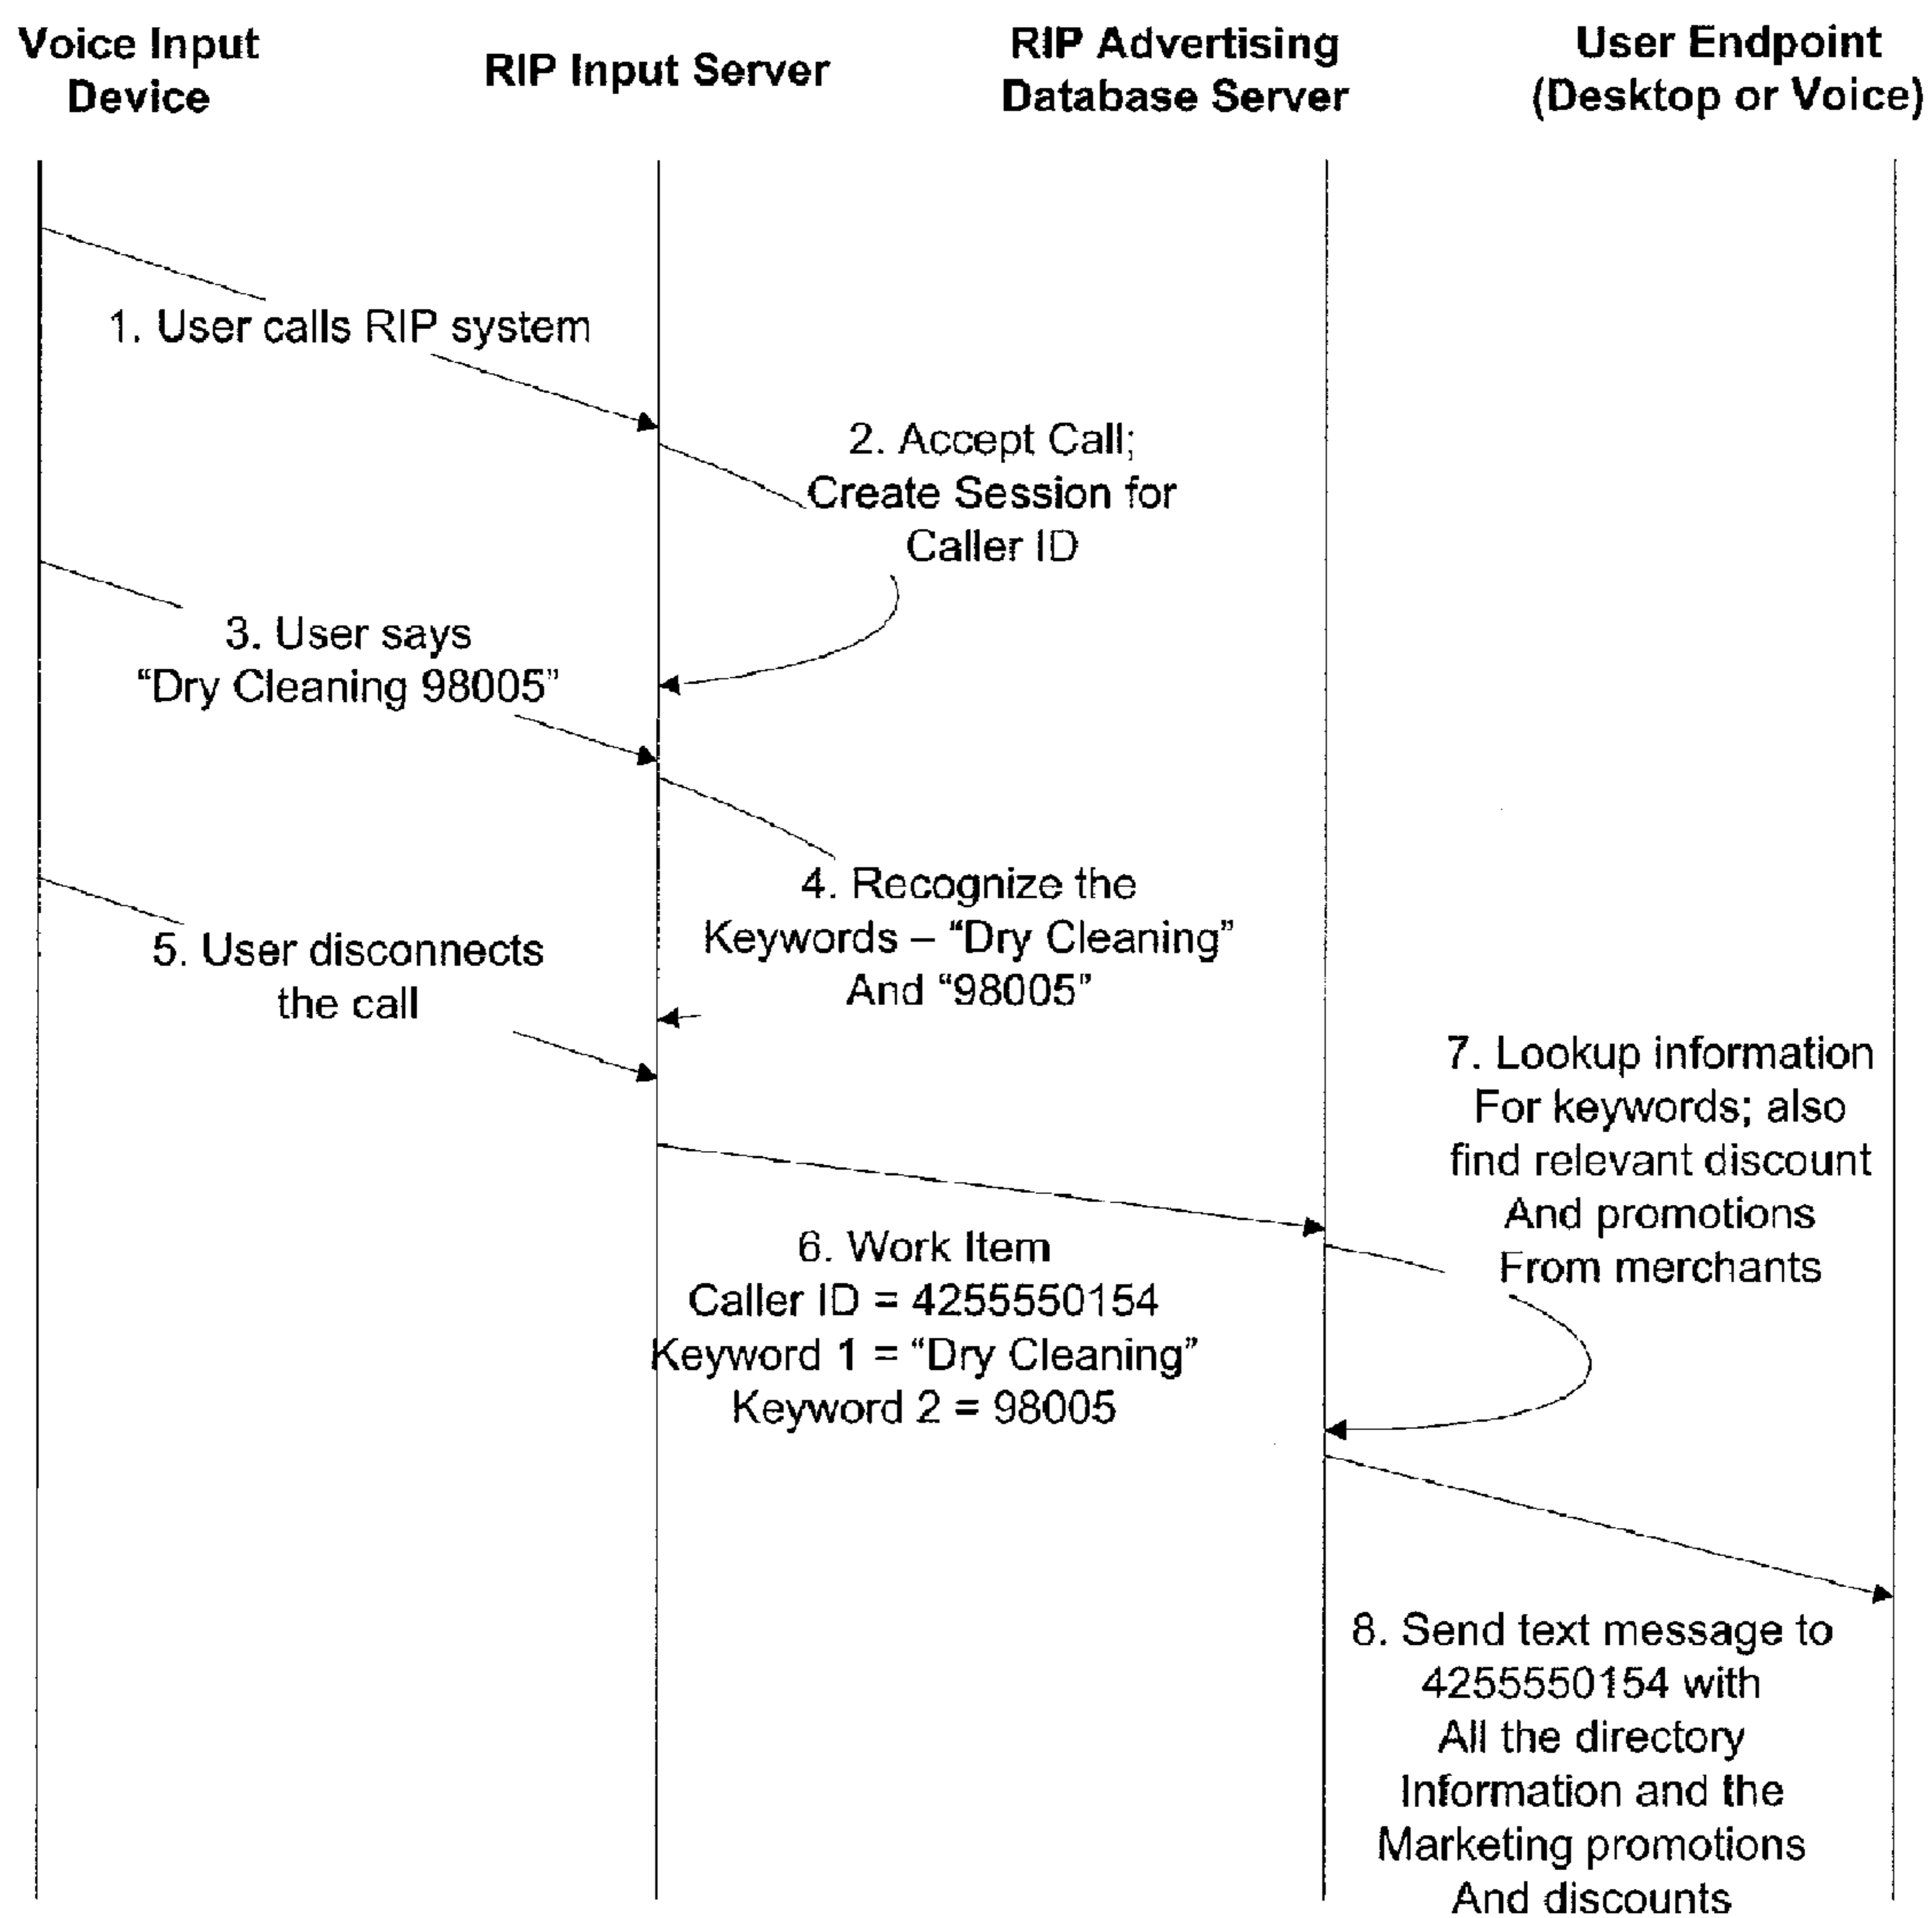 Voice Input
Device
RIP Input Server
RIP Advertising
Database Server
User Endpoint
(Desktop or Voice)
1. User calls RIP system
2. Accept Call;
Create Session for
Caller ID
3. User says
“Dry Cleaning 98005”
4. Recognize the
Keywords – “Dry Cleaning”
And “98005”
5. User disconnects
the call
6. Work Item
Caller ID = 4255550154
Keyword 1 = “Dry Cleaning”
Keyword 2 = 98005
7. Lookup information
For keywords; also
find relevant discount
And promotions
From merchants
8. Send text message to
4255550154 with
All the directory
Information and the
Marketing promotions
And discounts